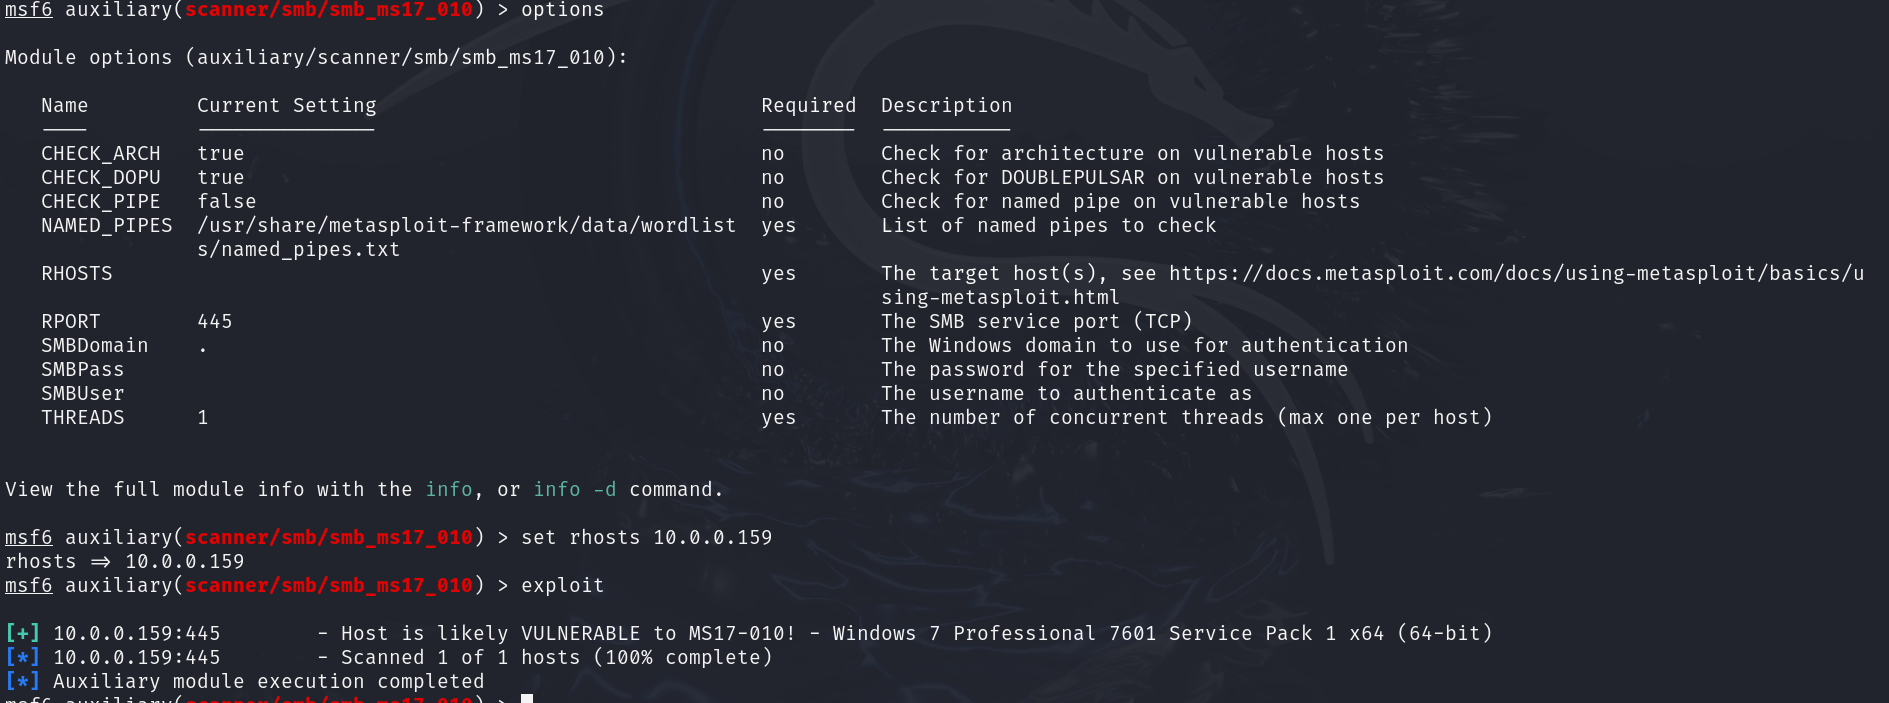 msf6 auxiliary(scanner/smb/smb_ms17_010) > options
Module options (auxiliary/scanner/smb/smb_ms17_010):
Name Current Setting Required Description
CHECK_ARCH true no Check for architecture on vulnerable hosts
CHECK_DOPU true no Check for DOUBLEPULSAR on vulnerable hosts
CHECK_PIPE false no Check for named pipe on vulnerable hosts
NAMED_PIPES /usr/share/metasploit-framework/data/wordlist yes List of named pipes to check
s/named_pipes.txt
RHOSTS yes The target host(s), see https://docs.metasploit.com/docs/using-metasploit/basics/u
sing-metasploit.html
RPORT 445 yes The SMB service port (TCP)
SMBDomain . no The Windows domain to use for authentication
SMBPass no The password for the specified username
SMBUser no The username to authenticate as
THREADS 1 yes The number of concurrent threads (max one per host)
View the full module info with the info, or info -d command.
msf6 auxiliary(scanner/smb/smb_ms17_010) > set rhosts 10.0.0.159
rhosts => 10.0.0.159
msf6 auxiliary(scanner/smb/smb_ms17_010) > exploit
[+] 10.0.0.159:445 - Host is likely VULNERABLE to MS17-010! - Windows 7 Professional 7601 Service Pack 1 x64 (64-bit)
[*] 10.0.0.159:445 - Scanned 1 of 1 hosts (100% complete)
[*] Auxiliary module execution completed
msf6 auxiliary(scanner/smb/smb_ms17_010) >